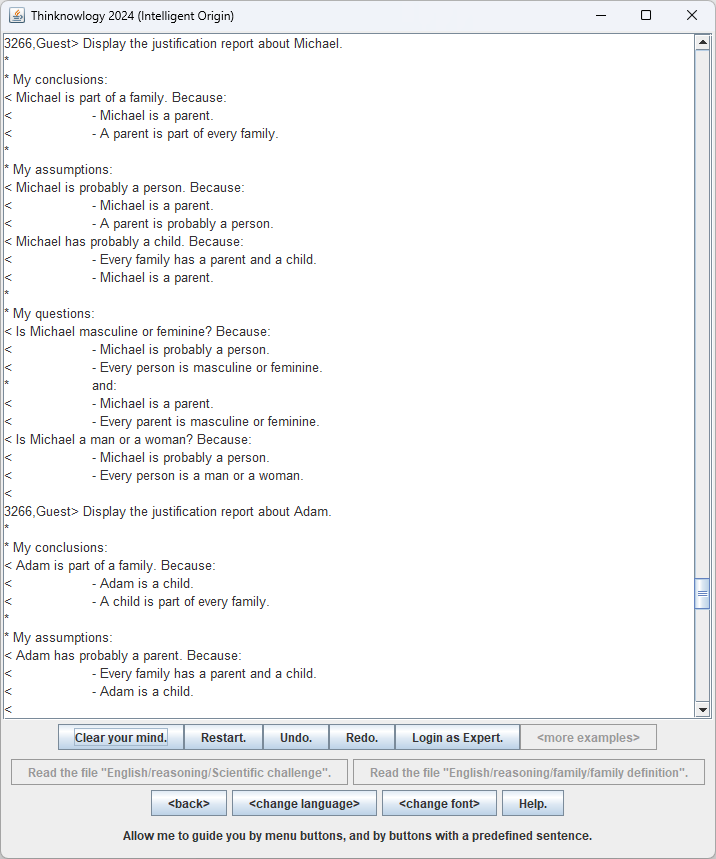 Thinknowlogy 2024 (Intelligent Origin)
3266,Guest> Display the justification report about Michael.
*
* My conclusions:
< Michael is part of a family. Because:
< - Michael is a parent.
< - A parent is part of every family.
*
* My assumptions:
< Michael is probably a person. Because:
< - Michael is a parent.
< - A parent is probably a person.
< Michael has probably a child. Because:
< - Every family has a parent and a child.
< - Michael is a parent.
*
* My questions:
< Is Michael masculine or feminine? Because:
< - Michael is probably a person.
< - Every person is masculine or feminine.
* and:
< - Michael is a parent.
< - Every parent is masculine or feminine.
< Is Michael a man or a woman? Because:
< - Michael is probably a person.
< - Every person is a man or a woman.
<
3266,Guest> Display the justification report about Adam.
*
* My conclusions:
< Adam is part of a family. Because:
< - Adam is a child.
< - A child is part of every family.
*
* My assumptions:
< Adam has probably a parent. Because:
< - Every family has a parent and a child.
< - Adam is a child.
<
Clear your mind. Restart. Undo. Redo. Login as Expert. <more examples>
Read the file "English/reasoning/Scientific challenge". Read the file "English/reasoning/family/family definition".
<back> <change language> <change font> Help.
Allow me to guide you by menu buttons, and by buttons with a predefined sentence.